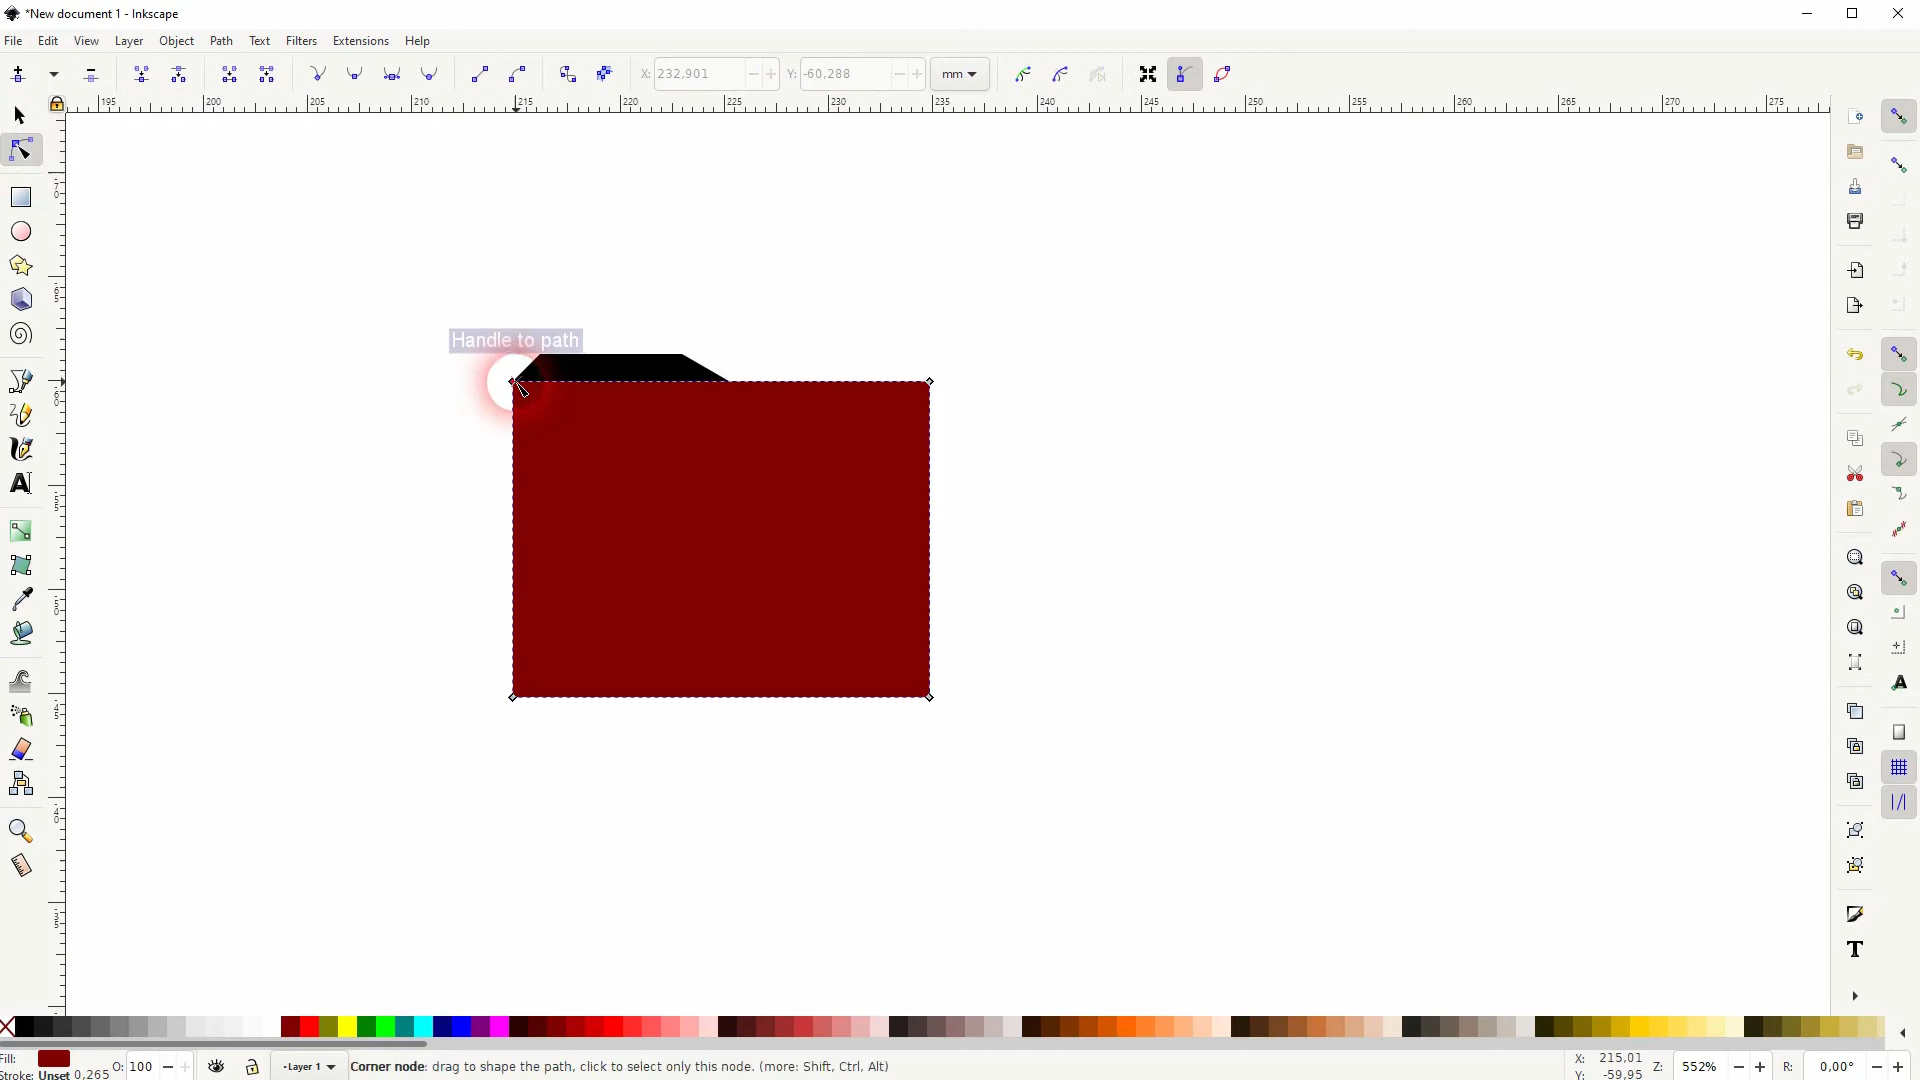 *New document 1 - Inkscape
File Edit View Layer Object Path Text Filters Extensions Help
X: 232,901 Y: -60,288 mm
195 200 205 210 215 220 225 230 235 240 245 250 255 260 265 270 275
Handle to path
Fill: O: 100 -Layer 1 Corner node: drag to shape the path, click to select only this node. (more: Shift, Ctrl, Alt) X: 215,01 Z: 552% R: 0,00°
Stroke: Unset 0,265 Y: -59,95